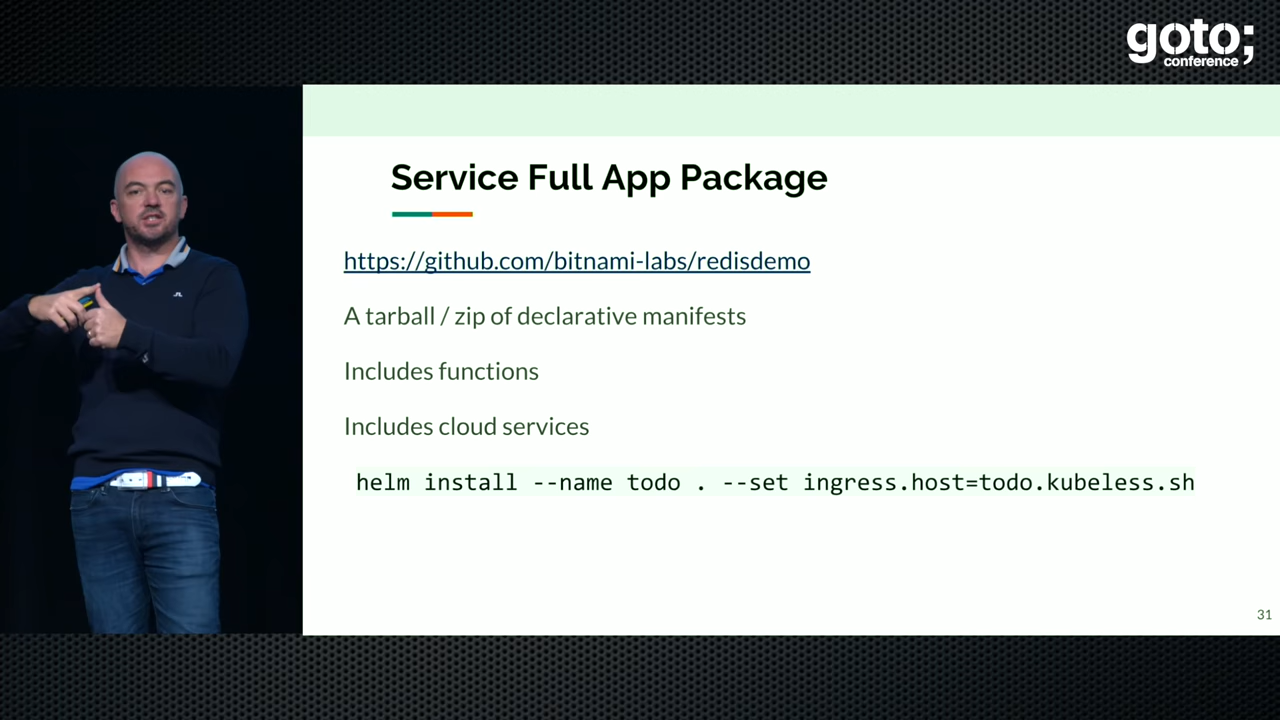 goto;
conference
Service Full App Package
https://github.com/bitnami-labs/redisdemo
A tarball / zip of declarative manifests
Includes functions
Includes cloud services
helm install --name todo . --set ingress.host=todo.kubeless.sh
31